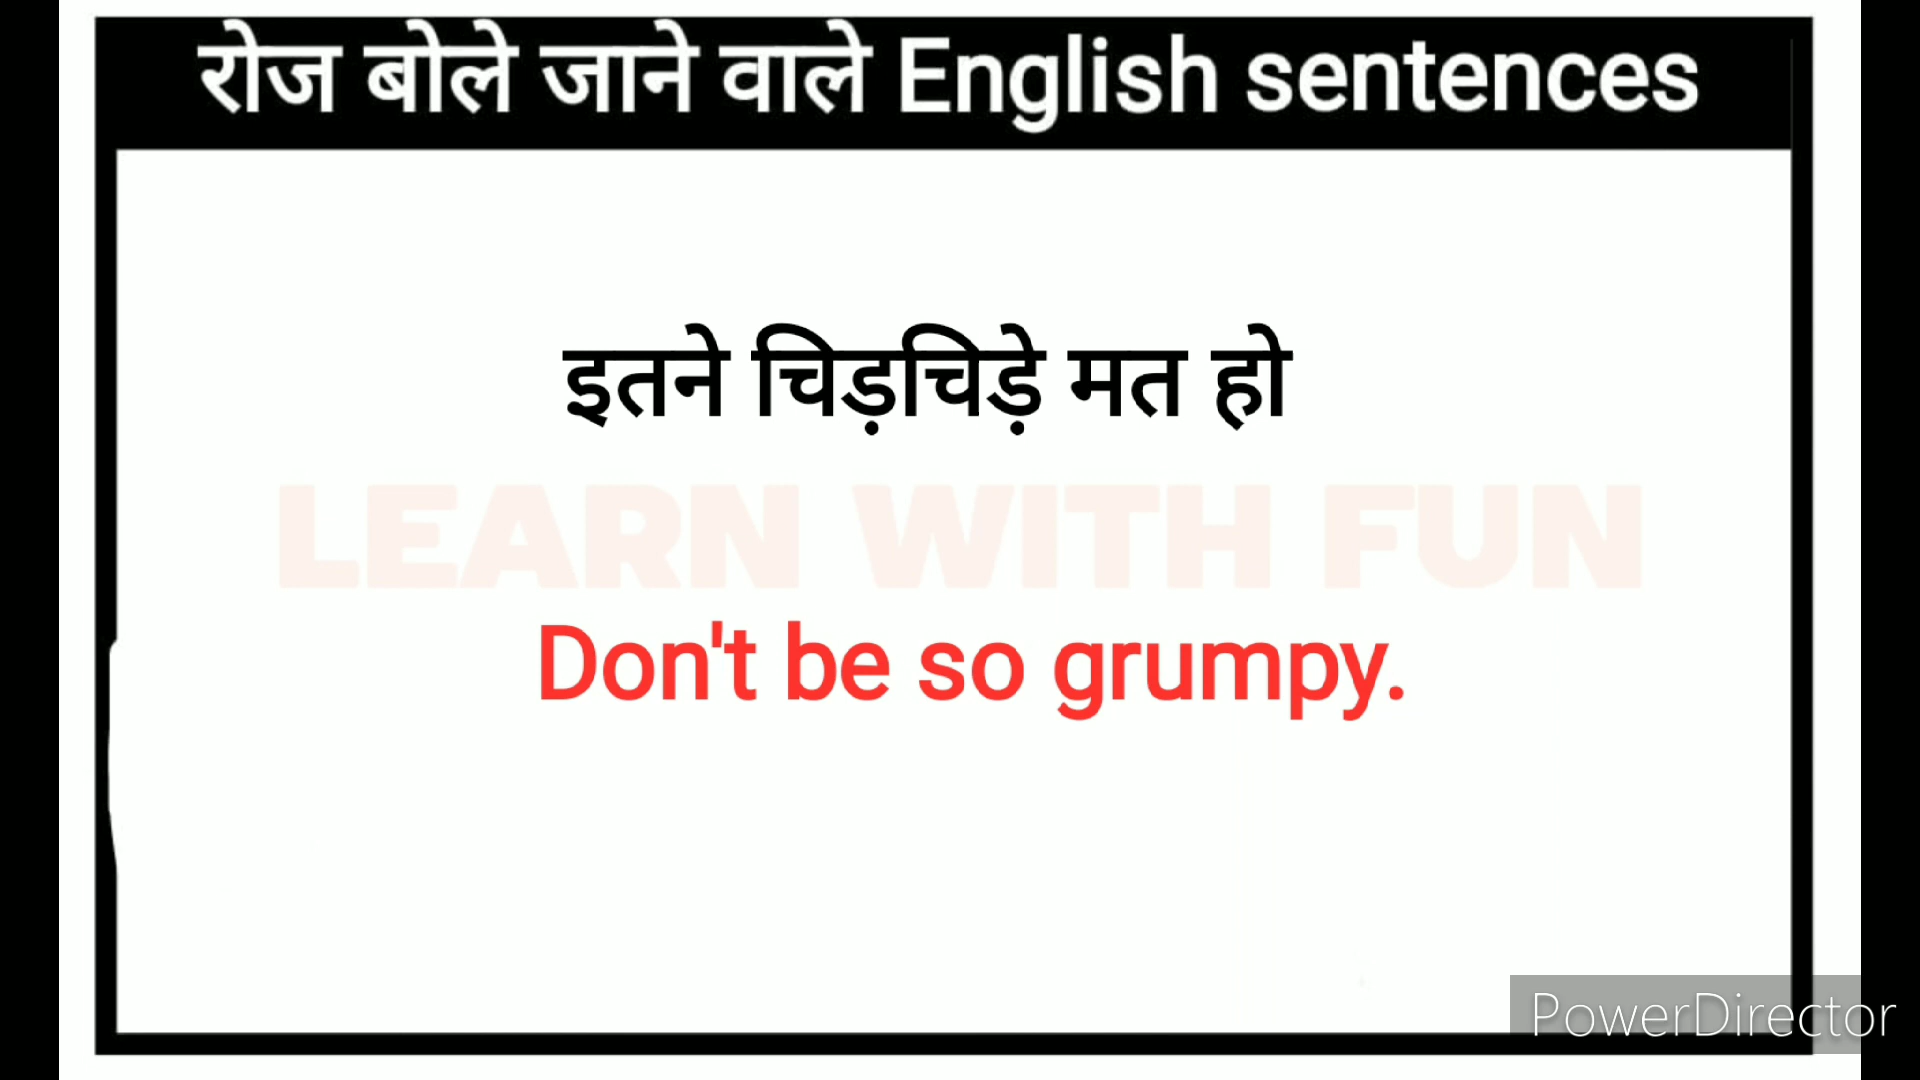 रोज बोले जाने वाले English sentences
इतने चिड़चिड़े मत हो
LEARN WITH FUN
Don't be so grumpy.
PowerDirector